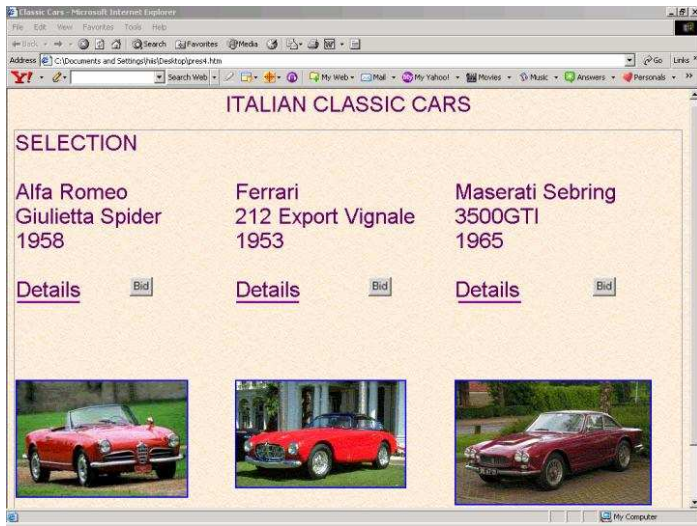 Classic Cars - Microsoft Internet Explorer
File Edit View Favorites Tools Help
Back Search Favorites Media
Address C:\Documents and Settings\his\Desktop\pres4.htm Go Links »
Y! Search Web My Web Mail My Yahoo! Movies Music Answers Personals »
ITALIAN CLASSIC CARS
SELECTION
Alfa Romeo
Giulietta Spider
1958
Details Bid
Ferrari
212 Export Vignale
1953
Details Bid
Maserati Sebring
3500GTI
1965
Details Bid
My Computer